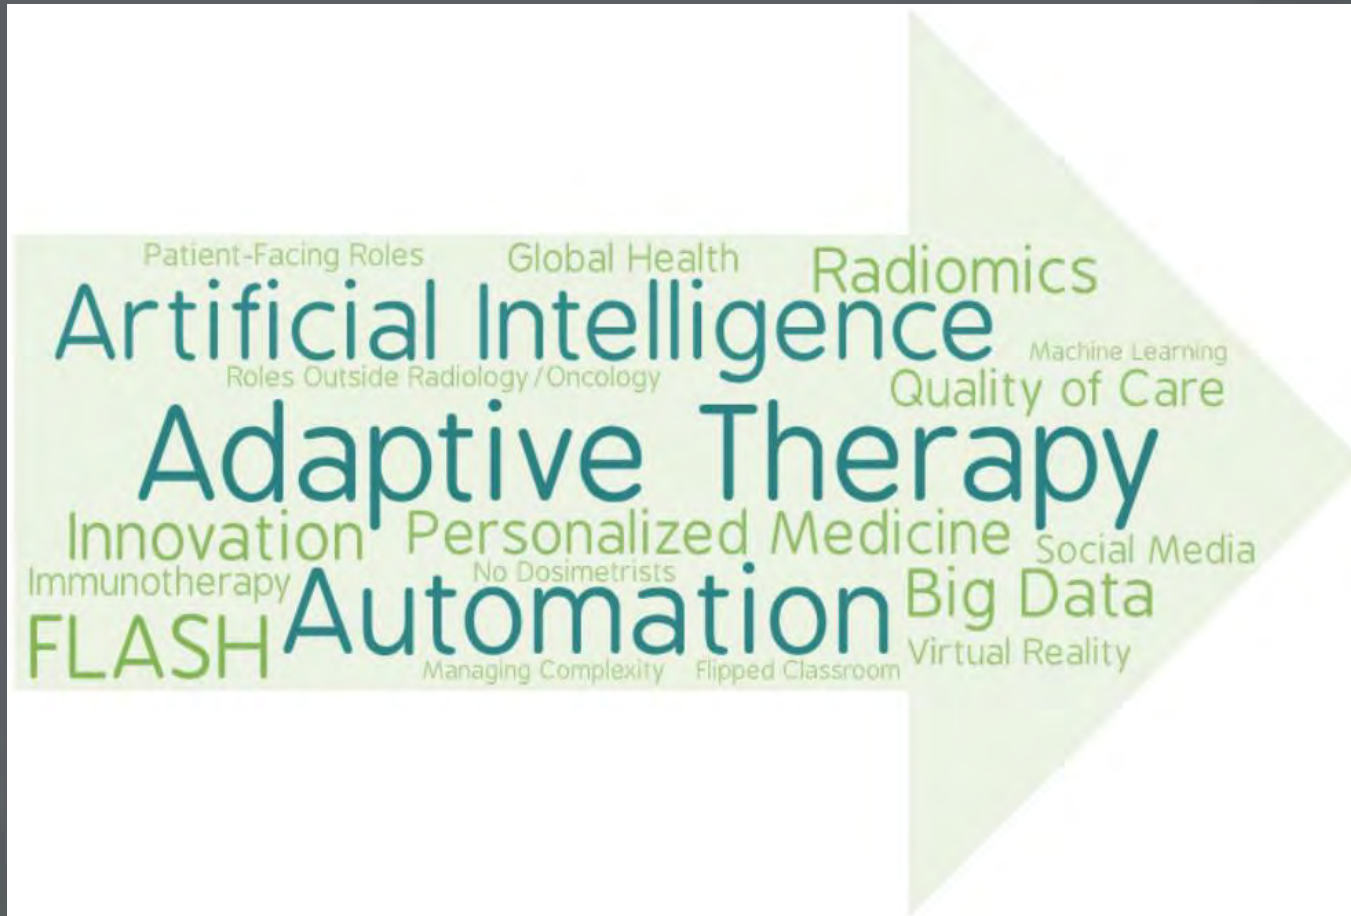 Patient-Facing Roles
Global Health
Radiomics
Artificial Intelligence
Machine Learning
Roles Outside Radiology/Oncology
Quality of Care
Adaptive Therapy
Innovation
Personalized Medicine
Social Media
Immunotherapy
No Dosimetrists
Big Data
Automation
FLASH
Virtual Reality
Managing Complexity
Flipped Classroom